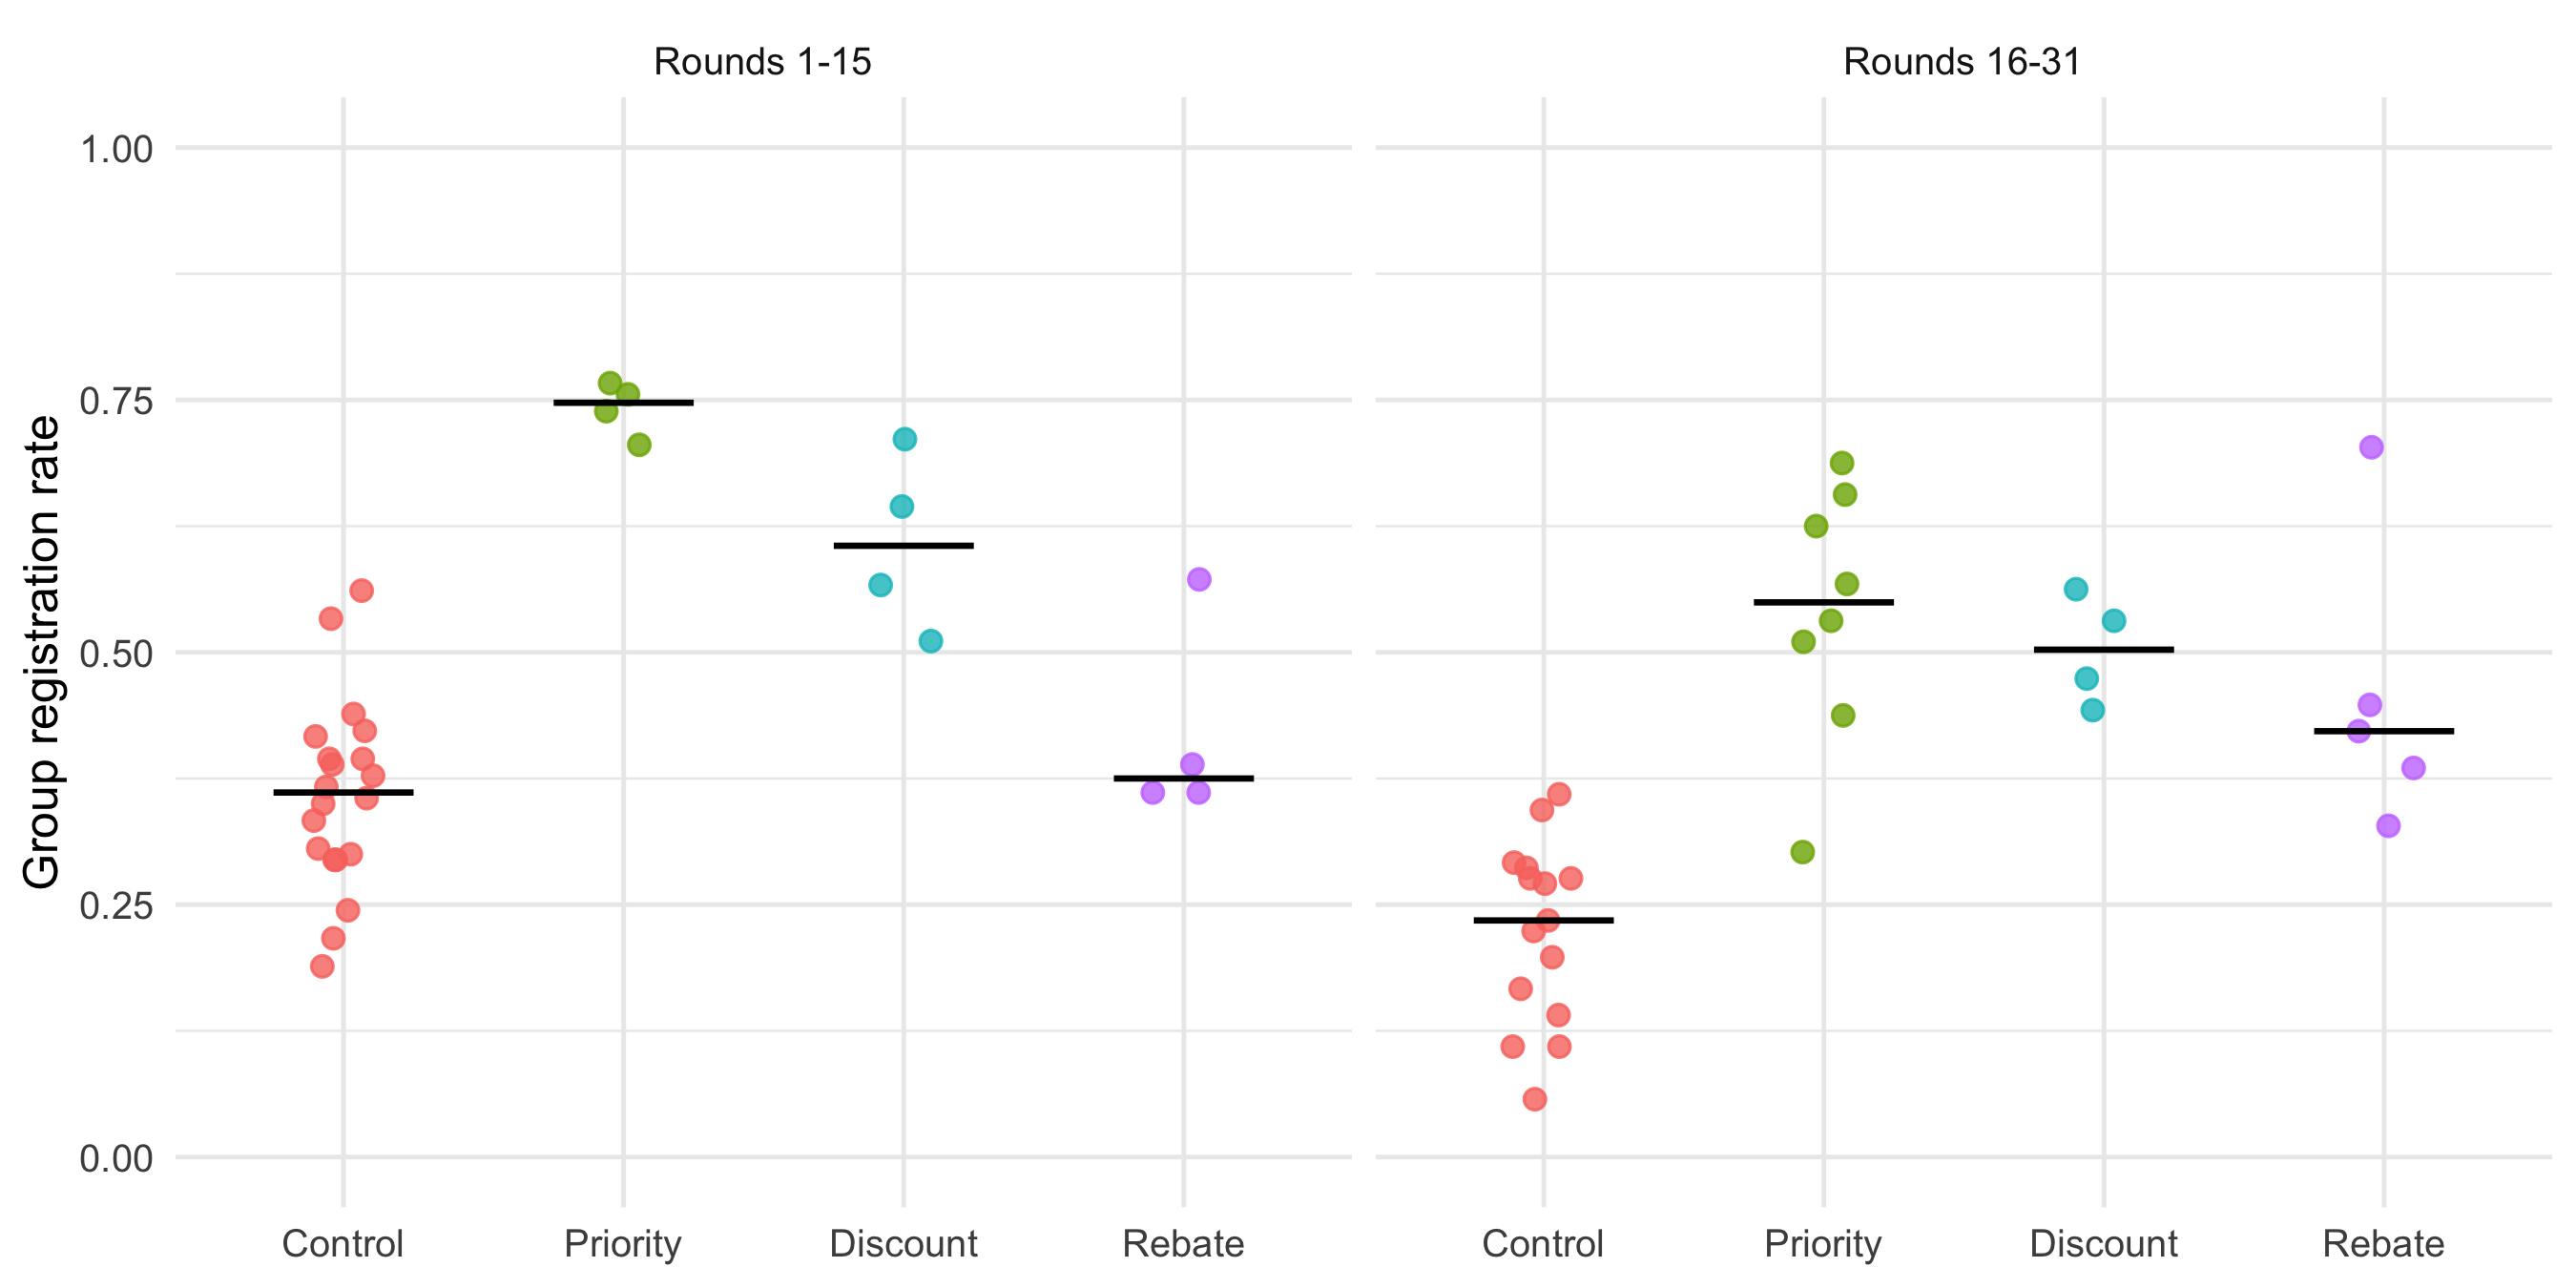 Rounds 1-15
Rounds 16-31
Group registration rate
1.00
0.75
0.50
0.25
0.00
Control Priority Discount Rebate
Control Priority Discount Rebate